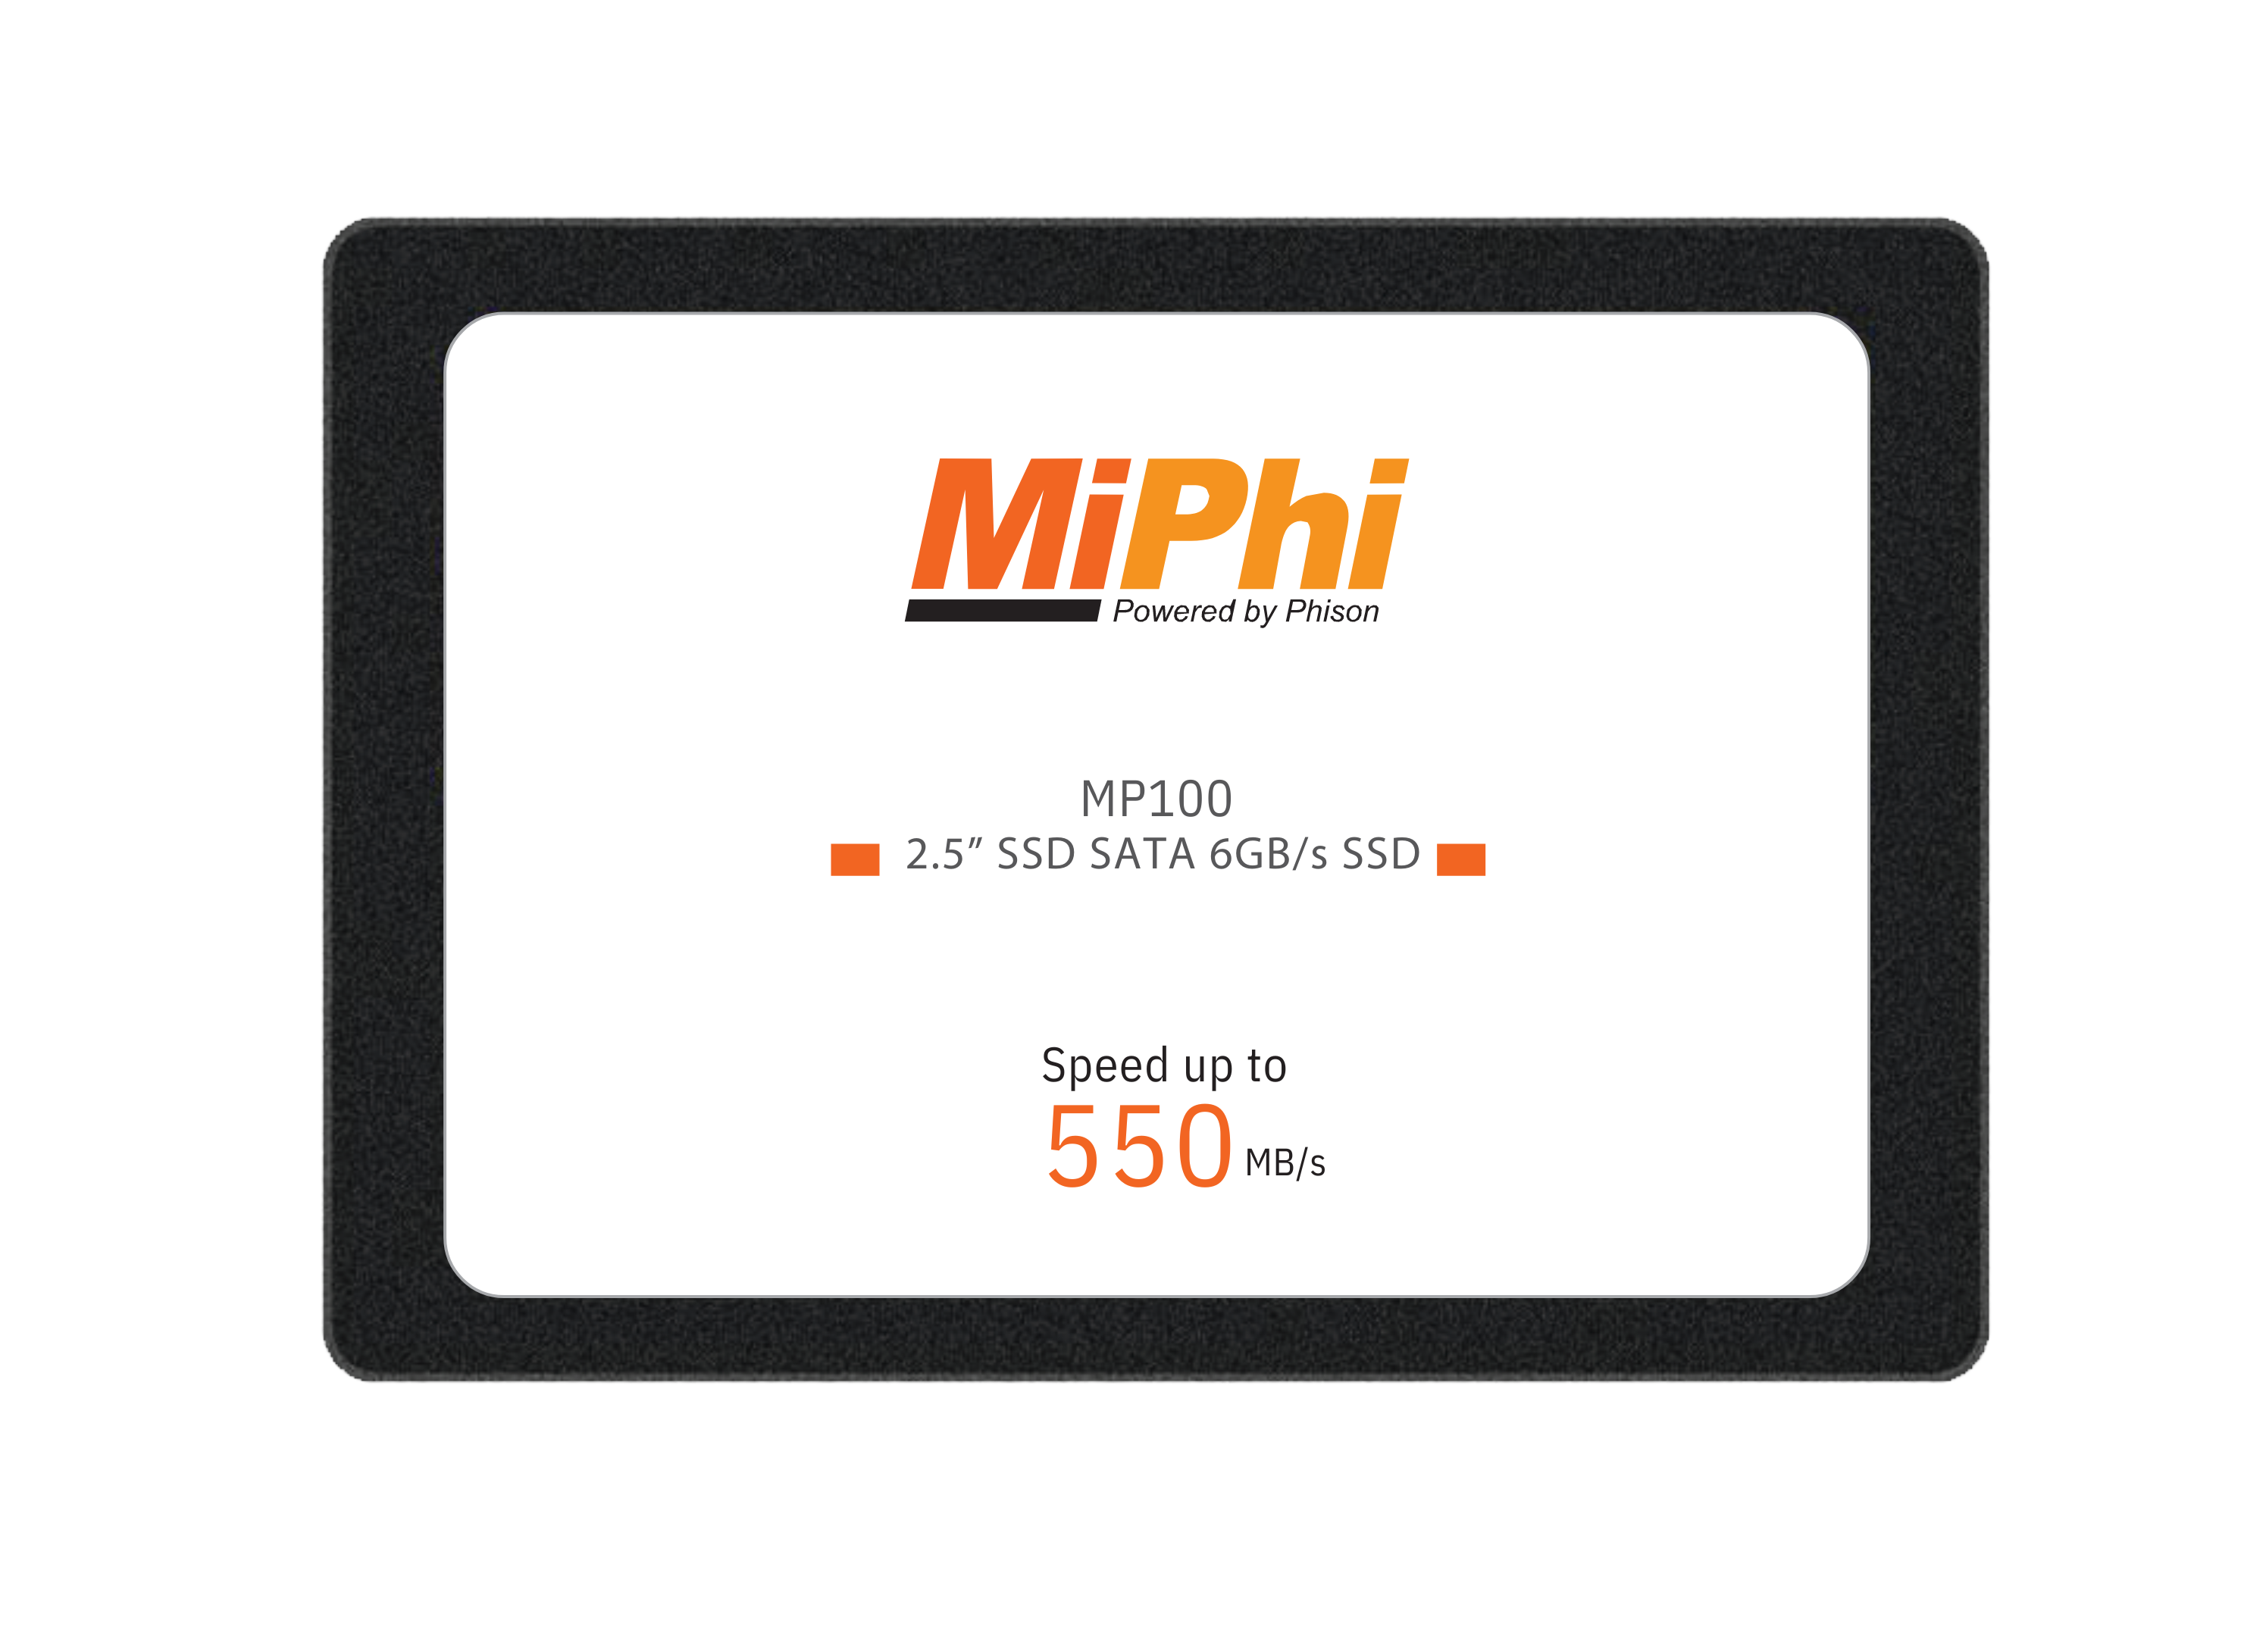 MiPhi
Powered by Phison
MP100
2.5” SSD SATA 6GB/s SSD
Speed up to
550 MB/s